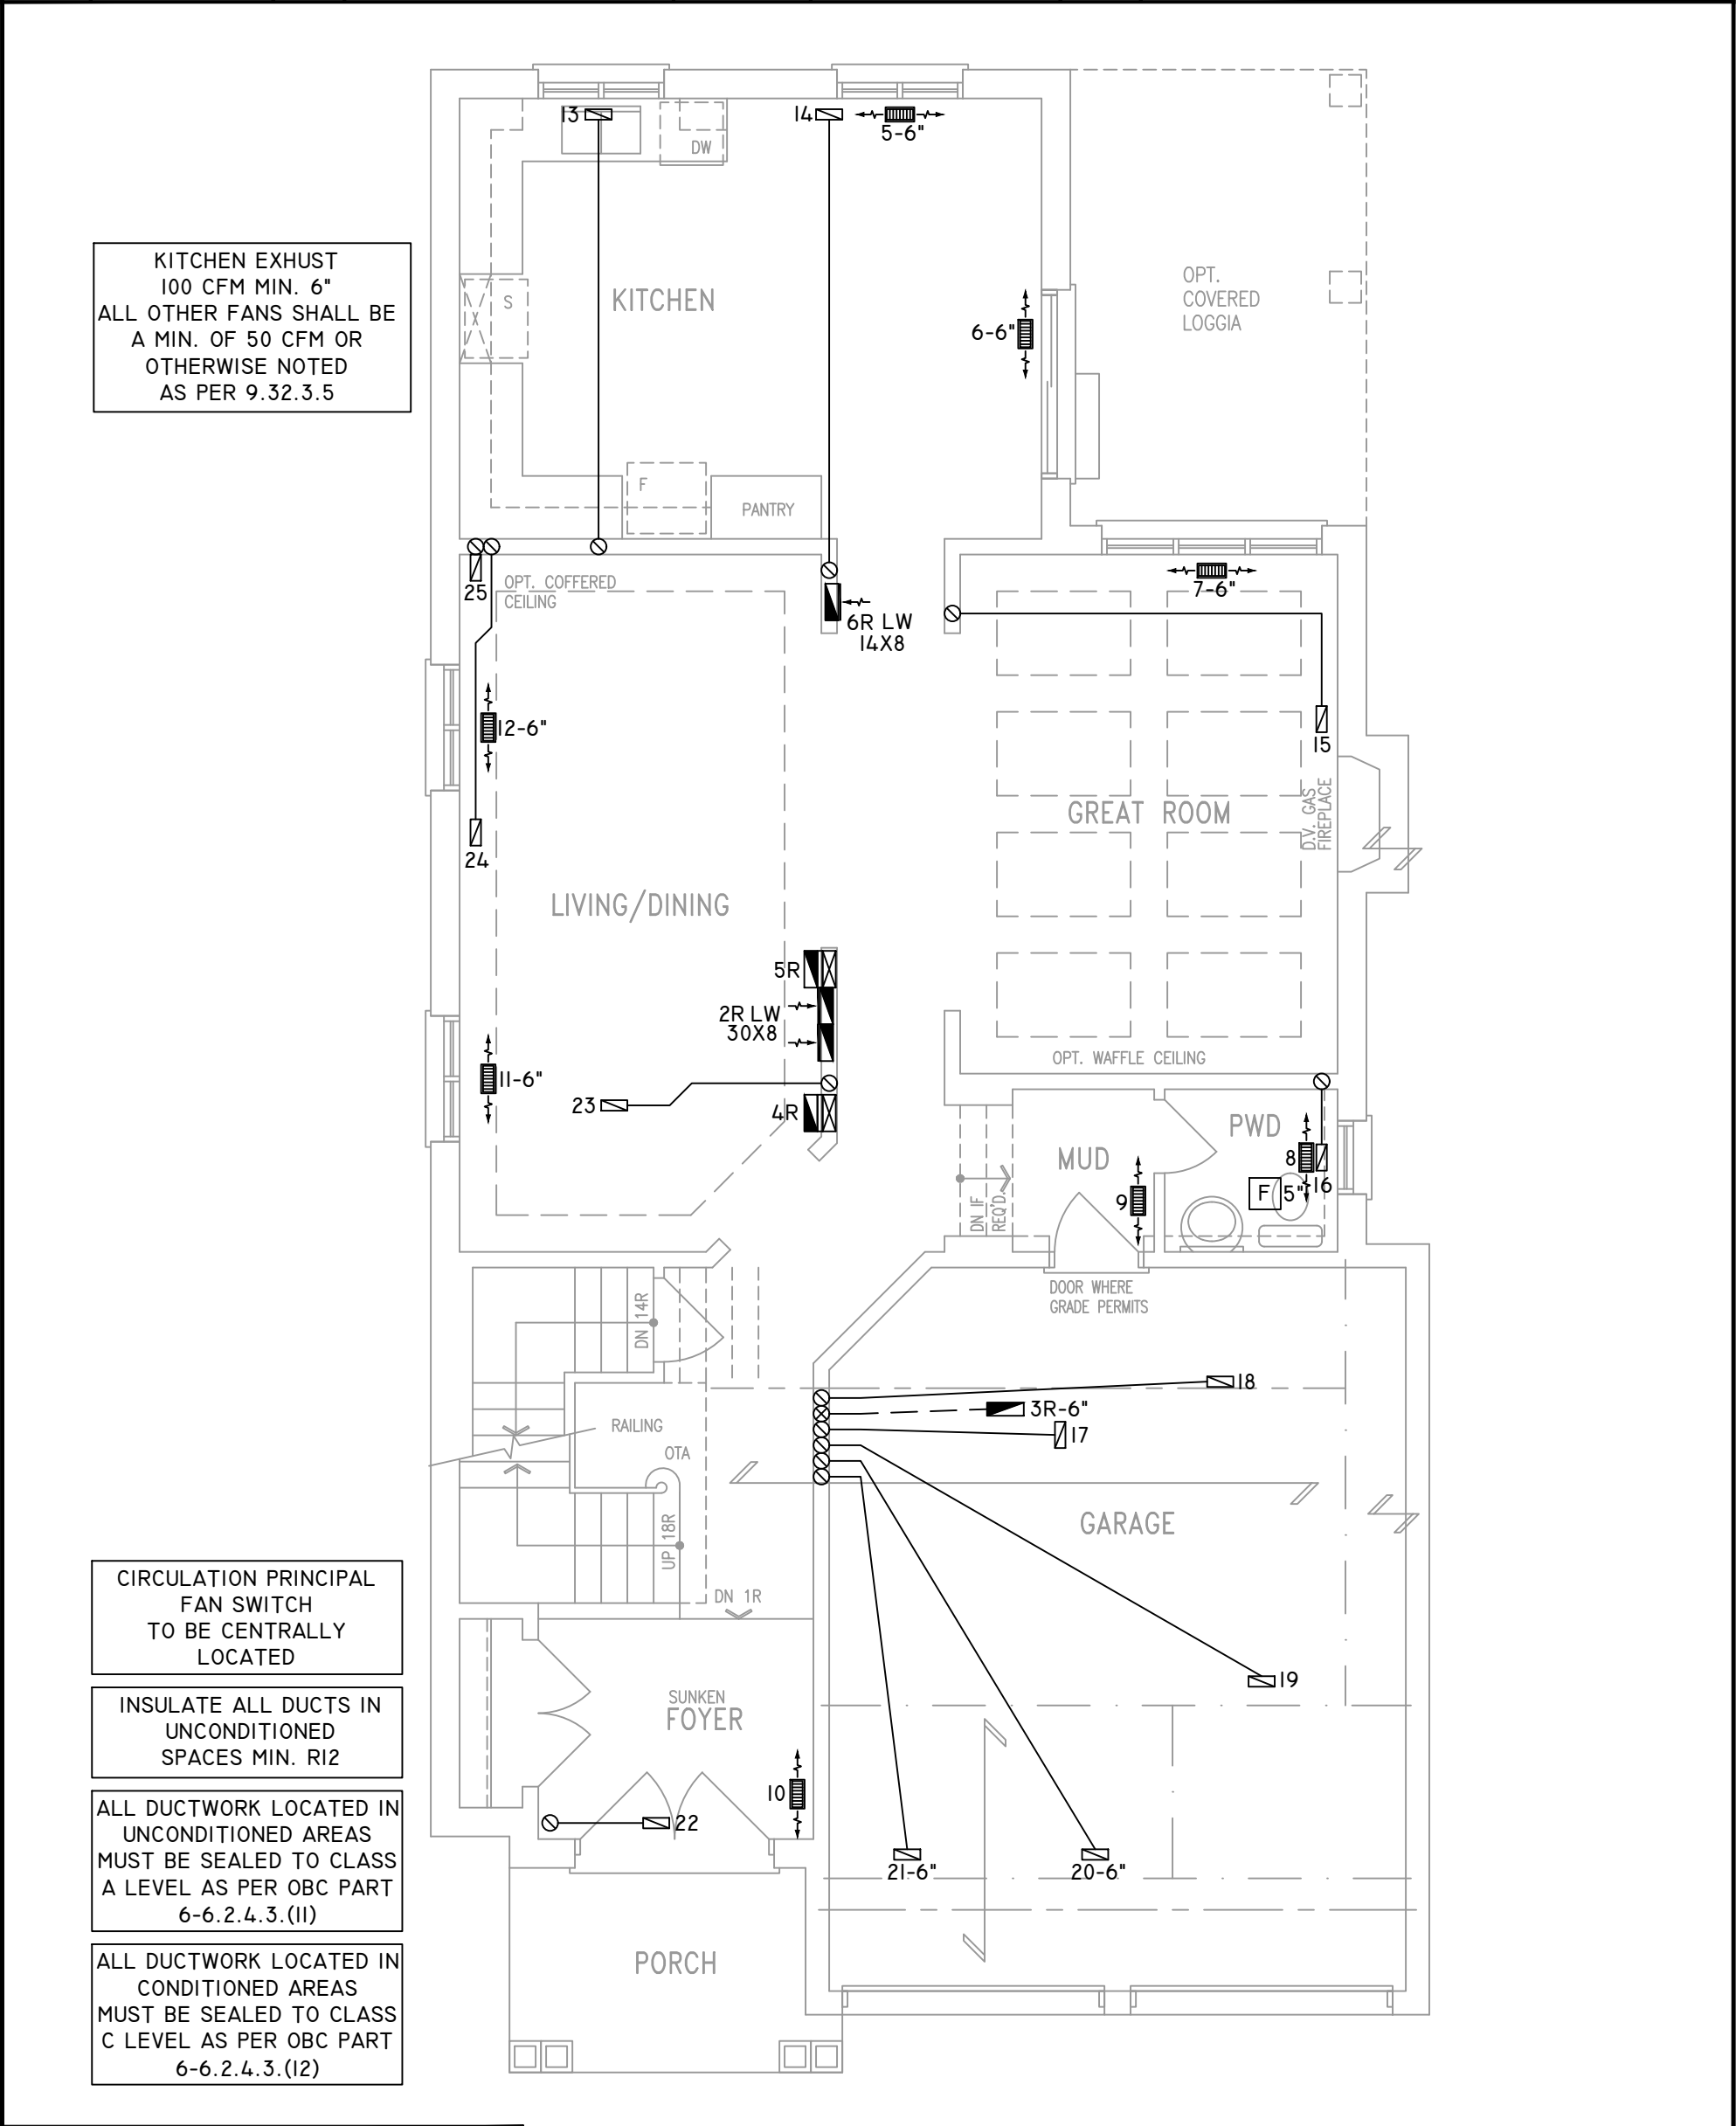 13
14
5-6"
DW
KITCHEN EXHUST
100 CFM MIN. 6"
ALL OTHER FANS SHALL BE
A MIN. OF 50 CFM OR
OTHERWISE NOTED
AS PER 9.32.3.5
S
KITCHEN
OPT.
COVERED
LOGGIA
6-6"
F
PANTRY
25
OPT. COFFERED
CEILING
7-6"
6R LW
14X8
12-6"
15
24
GREAT ROOM
D.V. GAS
FIREPLACE
LIVING/DINING
5R
2R LW
30X8
OPT. WAFFLE CEILING
11-6"
23
4R
PWD
MUD
8
16
F
5"
9
DN IF
REQ'D.
DOOR WHERE
GRADE PERMITS
DN 14R
18
3R-6"
17
RAILING
OTA
GARAGE
UP 18R
DN 1R
CIRCULATION PRINCIPAL
FAN SWITCH
TO BE CENTRALLY
LOCATED
19
INSULATE ALL DUCTS IN
UNCONDITIONED
SPACES MIN. R12
SUNKEN
FOYER
10
22
21-6"
20-6"
ALL DUCTWORK LOCATED IN
UNCONDITIONED AREAS
MUST BE SEALED TO CLASS
A LEVEL AS PER OBC PART
6-6.2.4.3.(11)
PORCH
ALL DUCTWORK LOCATED IN
CONDITIONED AREAS
MUST BE SEALED TO CLASS
C LEVEL AS PER OBC PART
6-6.2.4.3.(12)